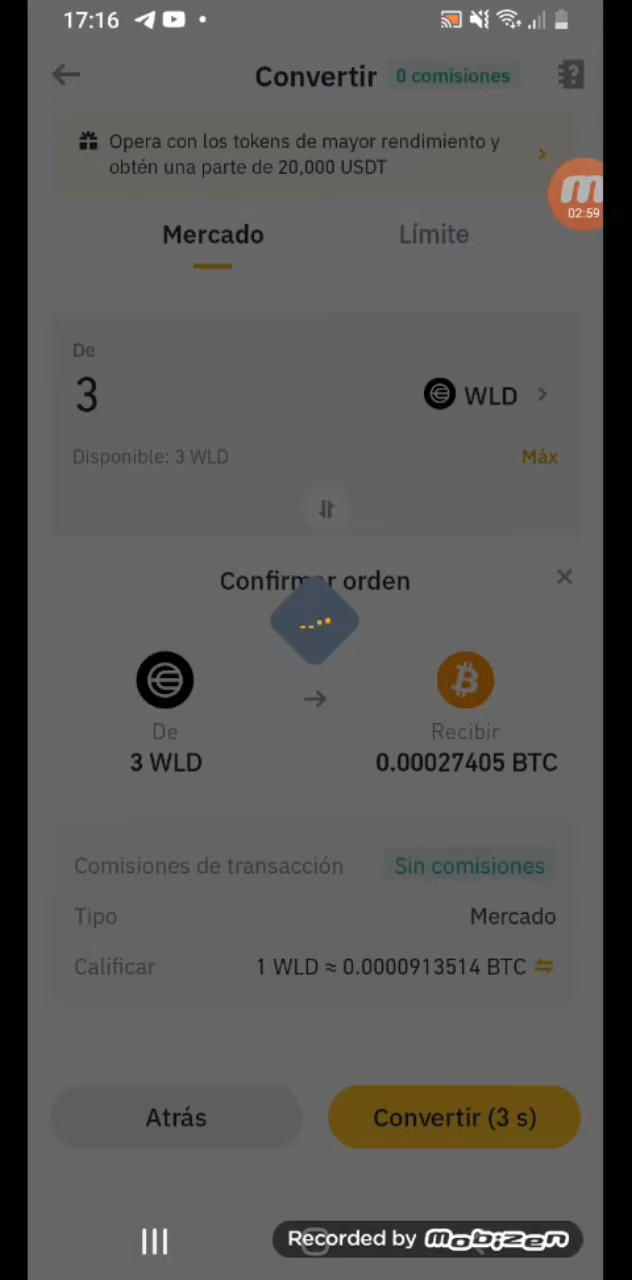 17:16
Convertir 0 comisiones
Opera con los tokens de mayor rendimiento y
obtén una parte de 20,000 USDT
02:59
Mercado Límite
De
3 WLD
Disponible: 3 WLD Máx
Confirmar orden
De Recibir
3 WLD 0.00027405 BTC
Comisiones de transacción Sin comisiones
Tipo Mercado
Calificar 1 WLD ≈ 0.0000913514 BTC
Atrás Convertir (3 s)
Recorded by mobizen